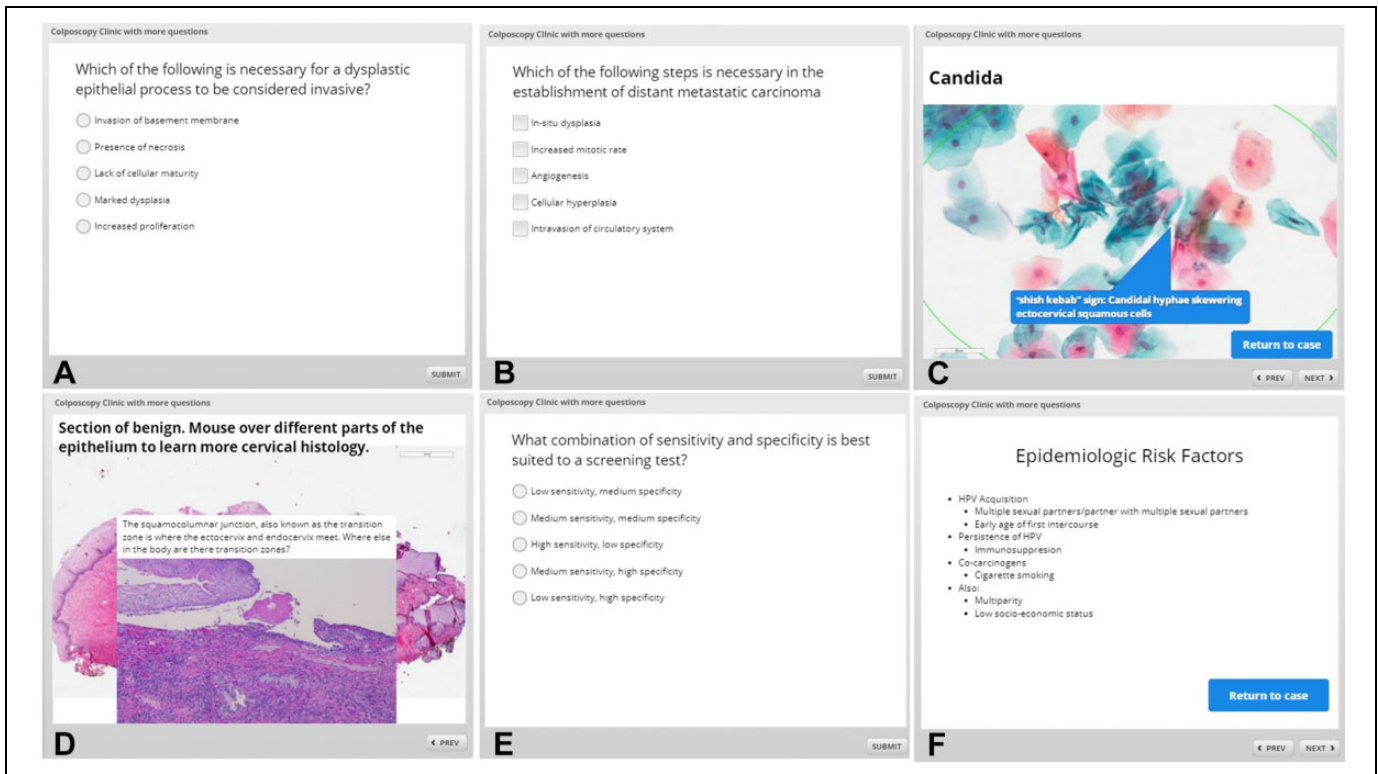 Colposcopy Clinic with more questions
Which of the following is necessary for a dysplastic
epithelial process to be considered invasive?
Invasion of basement membrane
Presence of necrosis
Lack of cellular maturity
Marked dysplasia
Increased proliferation
SUBMIT
A
Colposcopy Clinic with more questions
Which of the following steps is necessary in the
establishment of distant metastatic carcinoma
In-situ dysplasia
Increased mitotic rate
Angiogenesis
Cellular hyperplasia
Intravasion of circulatory system
SUBMIT
B
Colposcopy Clinic with more questions
Candida
"shish kebab" sign: Candidal hyphae skewering
ectocervical squamous cells
Return to case
PREV NEXT
C
Colposcopy Clinic with more questions
Section of benign. Mouse over different parts of the
epithelium to learn more cervical histology.
The squamocolumnar junction, also known as the transition
zone is where the ectocervix and endocervix meet. Where else
in the body are there transition zones?
PREV
D
Colposcopy Clinic with more questions
What combination of sensitivity and specificity is best
suited to a screening test?
Low sensitivity, medium specificity
Medium sensitivity, medium specificity
High sensitivity, low specificity
Medium sensitivity, high specificity
Low sensitivity, high specificity
SUBMIT
E
Colposcopy Clinic with more questions
Epidemiologic Risk Factors
• HPV Acquisition
• Multiple sexual partners/partner with multiple sexual partners
• Early age of first intercourse
• Persistence of HPV
• Immunosuppresion
• Co-carcinogens
• Cigarette smoking
• Also:
• Multiparity
• Low socio-economic status
Return to case
PREV NEXT
F